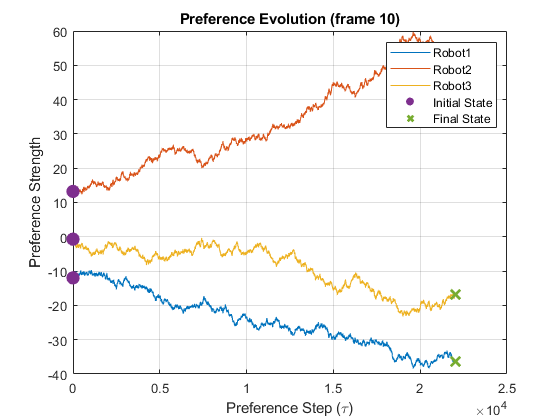 Preference Evolution (frame 10)
Preference Strength
60
50
40
30
20
10
0
-10
-20
-30
-40
Robot1
Robot2
Robot3
Initial State
Final State
0 0.5 1 1.5 2 2.5
Preference Step (τ)
×10⁴